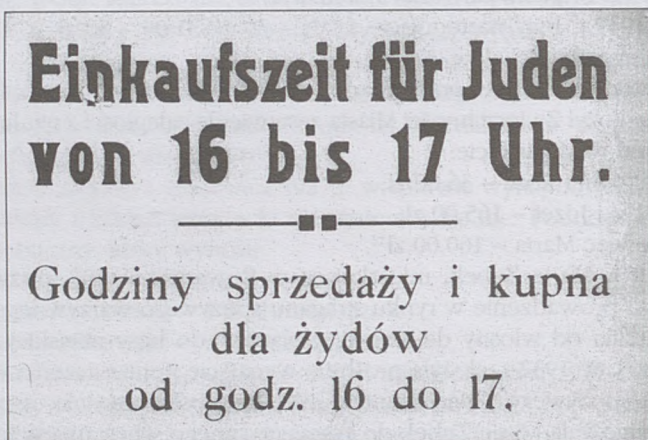 Einkaufszeit für Juden
von 16 bis 17 Uhr.
Godziny sprzedaży i kupna
dla żydów
od godz. 16 do 17.